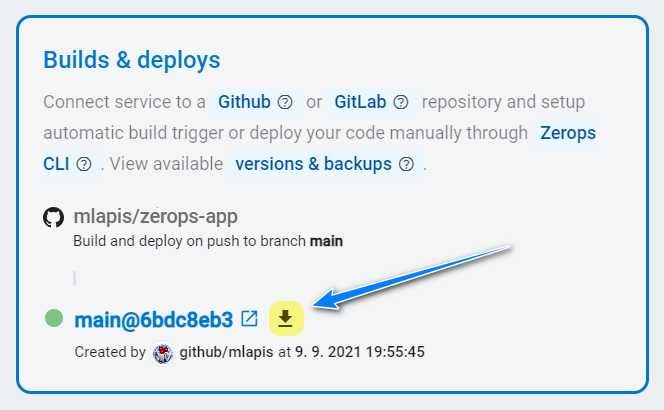 Builds & deploys
Connect service to a Github ? or GitLab ? repository and setup
automatic build trigger or deploy your code manually through Zerops
CLI ? . View available versions & backups ? .
mlapis/zerops-app
Build and deploy on push to branch main
main@6bdc8eb3
Created by github/mlapis at 9. 9. 2021 19:55:45